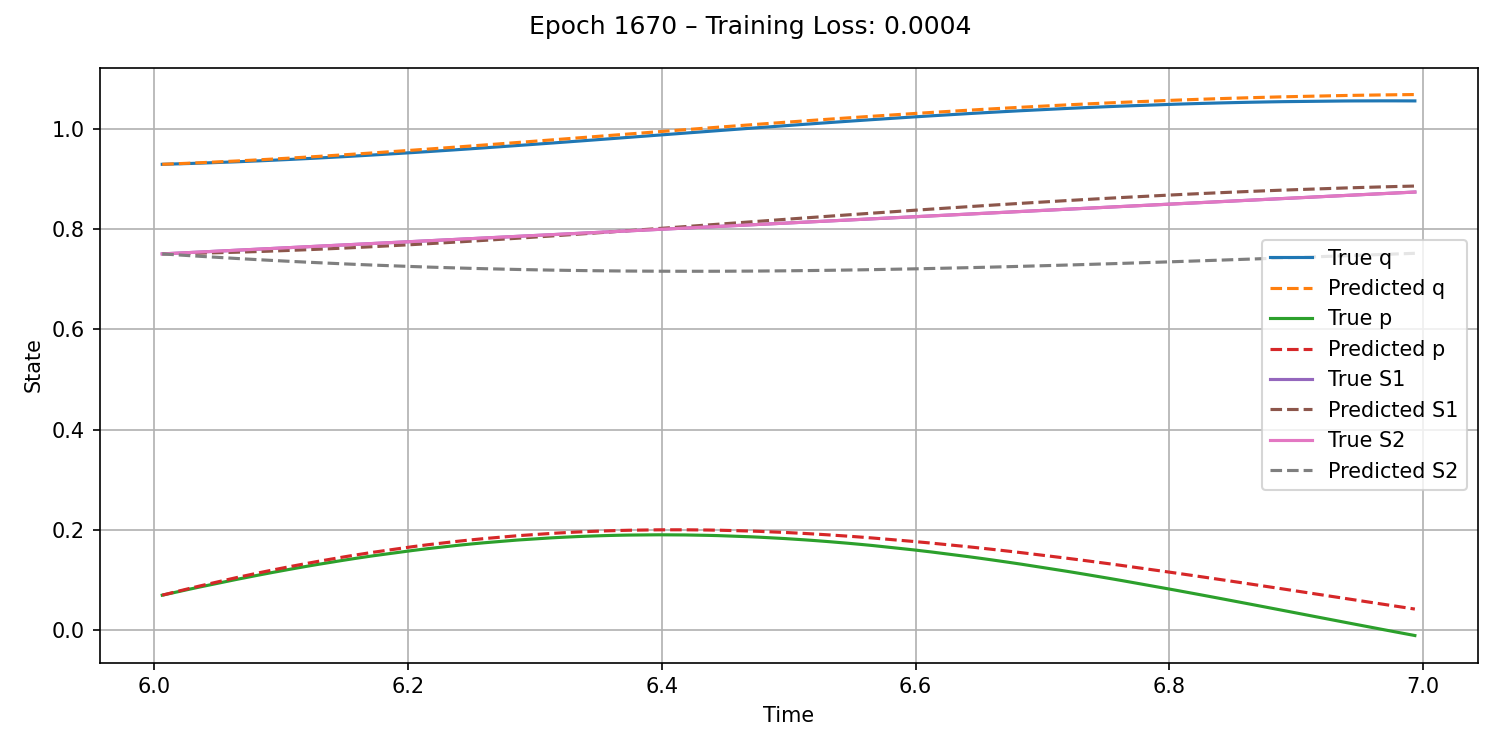 Epoch 1670 – Training Loss: 0.0004
State
1.0
0.8
0.6
0.4
0.2
0.0
True q
Predicted q
True p
Predicted p
True S1
Predicted S1
True S2
Predicted S2
6.0 6.2 6.4 6.6 6.8 7.0
Time